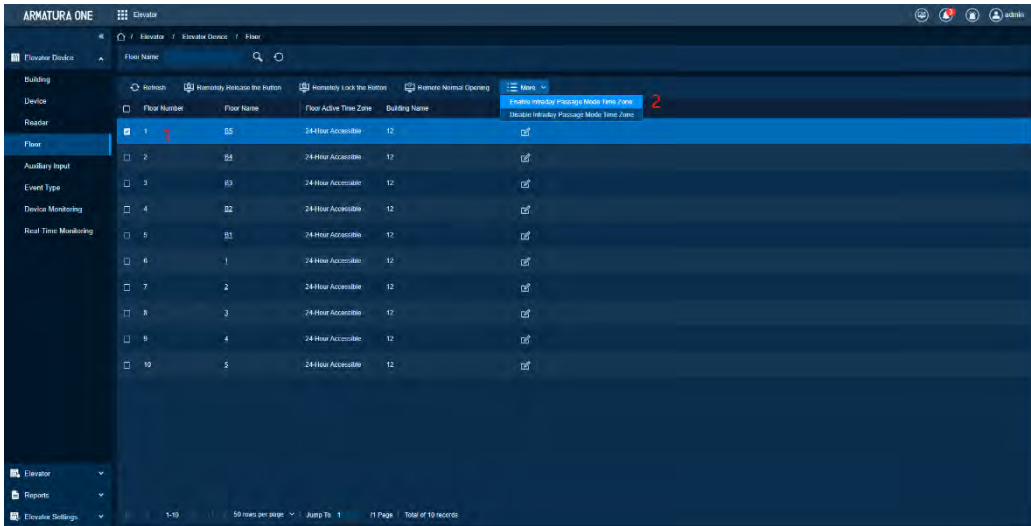 ARMATURA ONE Elevator admin
Elevator / Elevator Device / Floor
Elevator Device Floor Name
Building
Refresh Remotely Release the Button Remotely Lock the Button Remote Normal Opening More
Device
Enable Intraday Passage Mode Time Zone 2
Floor Number Floor Name Floor Active Time Zone Building Name
Disable Intraday Passage Mode Time Zone
Reader
1 B5 24-Hour Accessible 12
Floor
2 B4 24-Hour Accessible 12
Auxiliary Input
3 B3 24-Hour Accessible 12
Event Type
4 B2 24-Hour Accessible 12
Device Monitoring
Real Time Monitoring
5 B1 24-Hour Accessible 12
6 1 24-Hour Accessible 12
7 2 24-Hour Accessible 12
8 3 24-Hour Accessible 12
9 4 24-Hour Accessible 12
10 5 24-Hour Accessible 12
Elevator
Reports
Elevator Settings
1-10 50 rows per page Jump To 1 /1 Page Total of 10 records